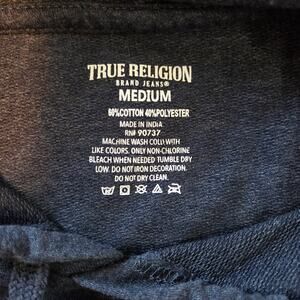 TRUE RELIGION
BRAND JEANS®
MEDIUM
60%COTTON 40%POLYESTER
MADE IN INDIA
RN# 90737
MACHINE WASH COLD WITH
LIKE COLORS. ONLY NON-CHLORINE
BLEACH WHEN NEEDED TUMBLE DRY
LOW. DO NOT IRON DECORATION.
DO NOT DRY CLEAN.